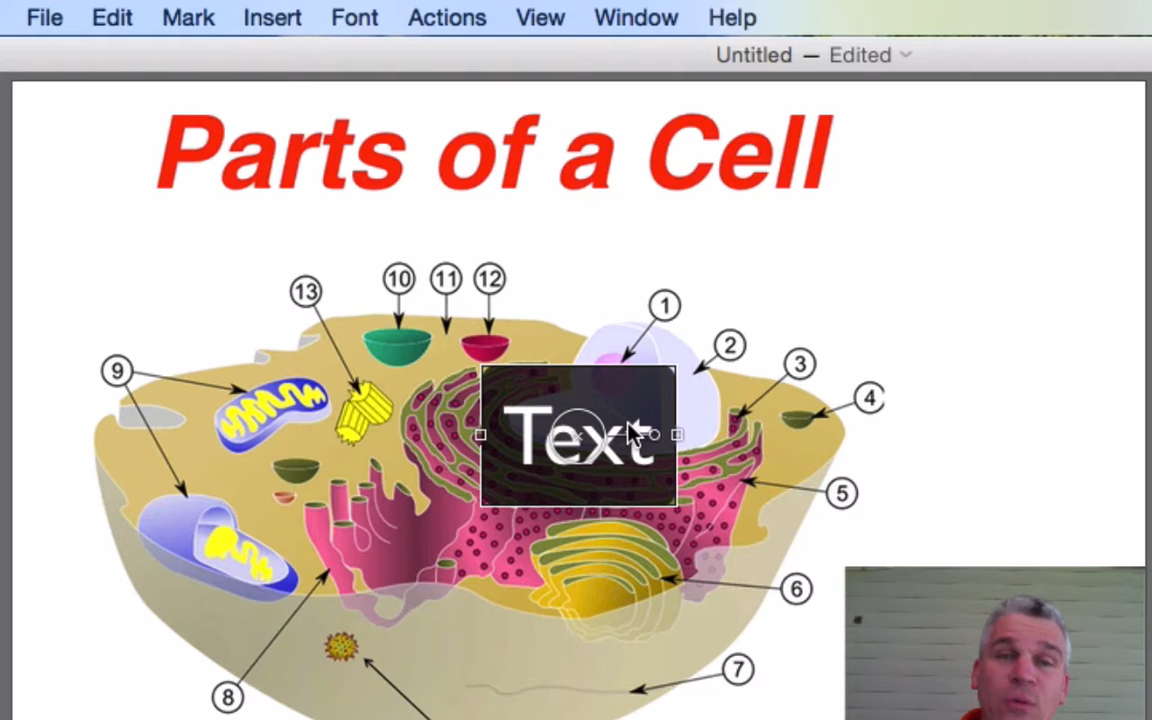 File Edit Mark Insert Font Actions View Window Help
Untitled — Edited
Parts of a Cell
10 11 12
13
1
2
3
9
4
Text
5
6
7
8